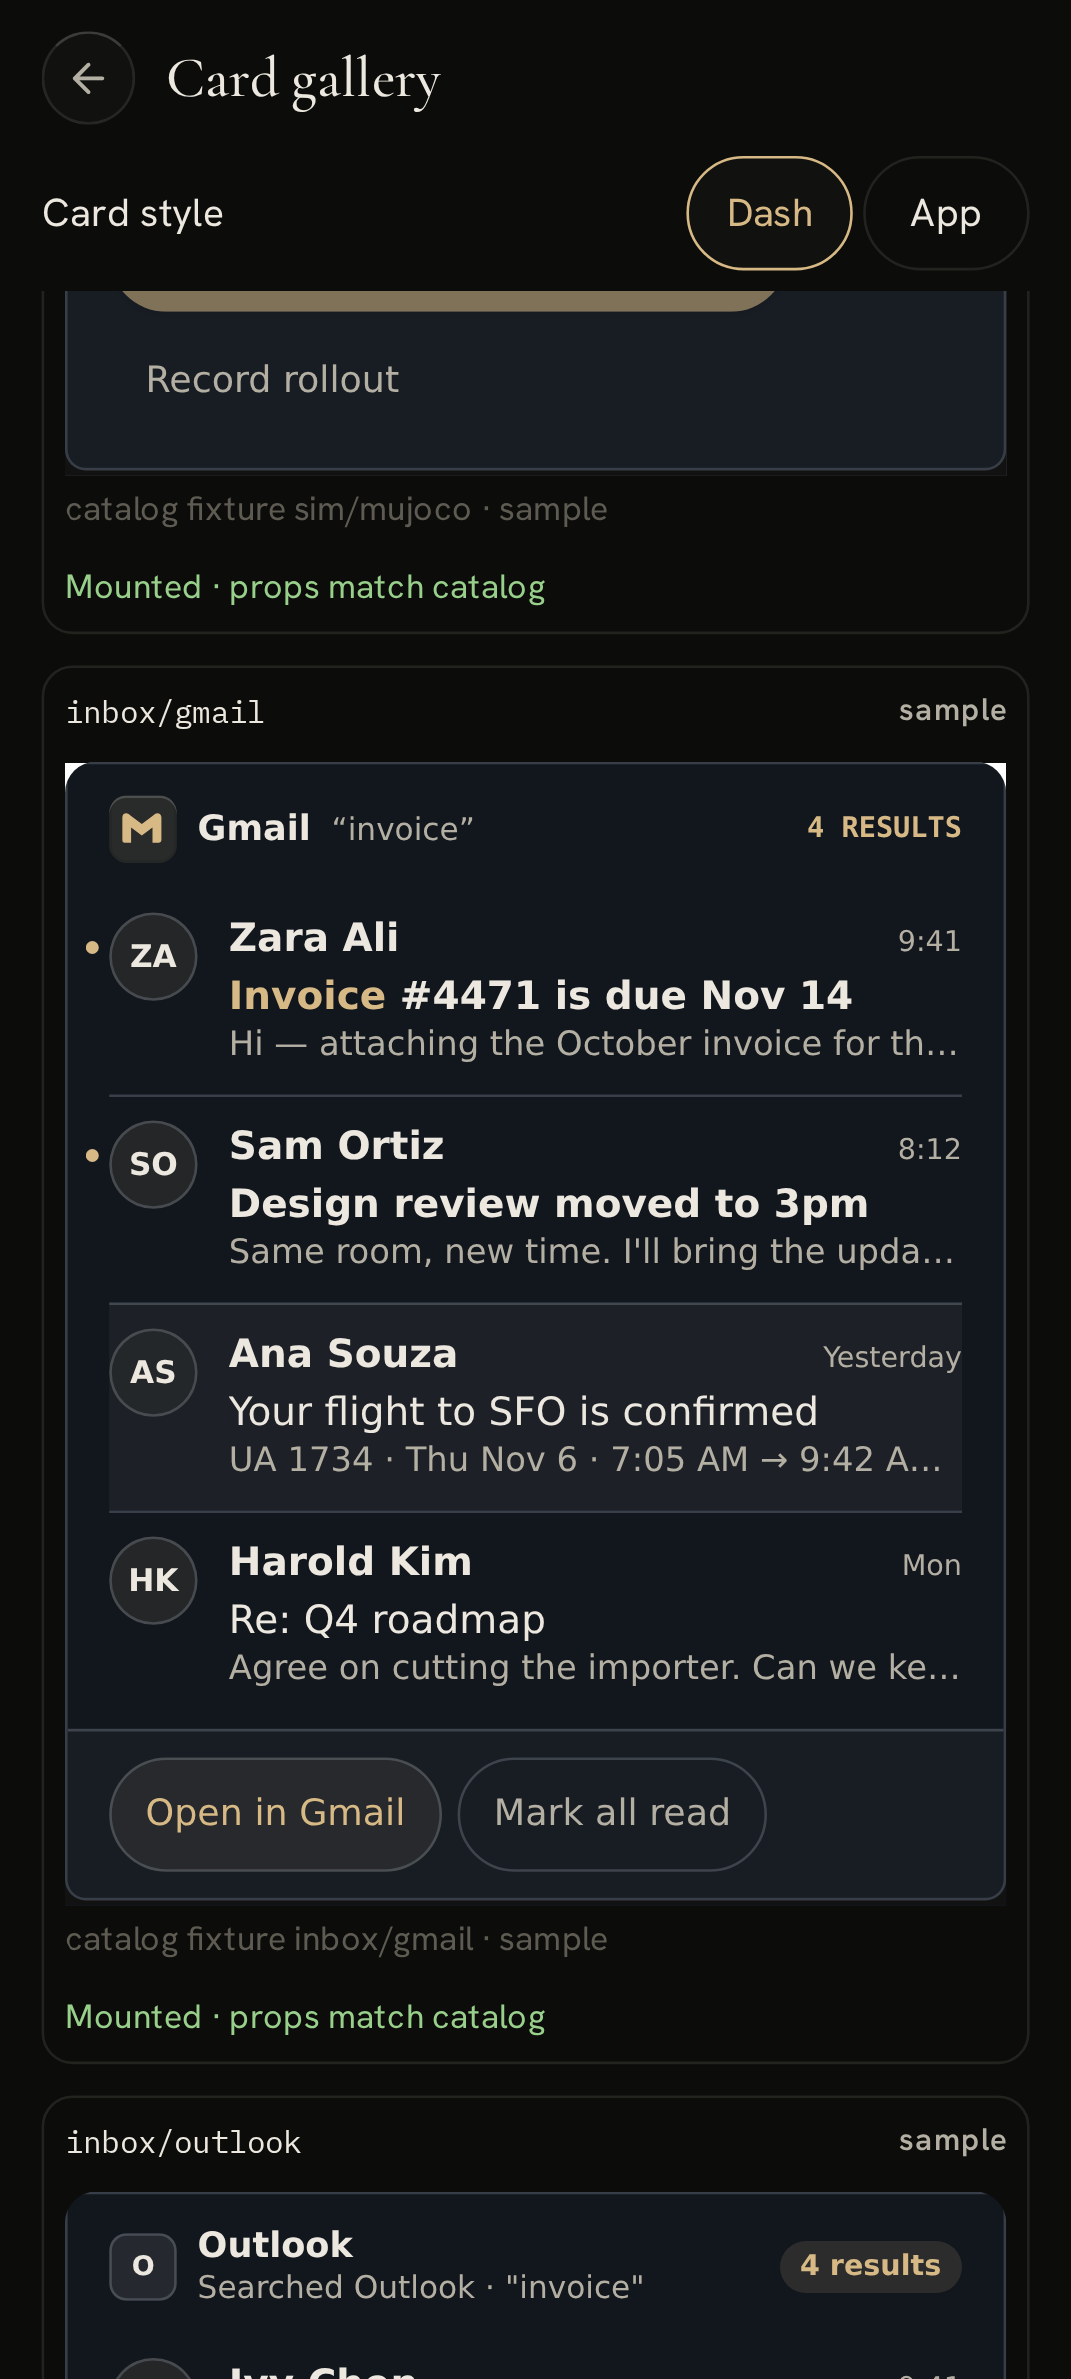 Card gallery
Card style
Dash
App
Record rollout
catalog fixture sim/mujoco · sample
Mounted · props match catalog
inbox/gmail
sample
Gmail “invoice”
4 RESULTS
ZA
Zara Ali
9:41
Invoice #4471 is due Nov 14
Hi — attaching the October invoice for th…
SO
Sam Ortiz
8:12
Design review moved to 3pm
Same room, new time. I'll bring the upda…
AS
Ana Souza
Yesterday
Your flight to SFO is confirmed
UA 1734 · Thu Nov 6 · 7:05 AM → 9:42 A…
HK
Harold Kim
Mon
Re: Q4 roadmap
Agree on cutting the importer. Can we ke…
Open in Gmail
Mark all read
catalog fixture inbox/gmail · sample
Mounted · props match catalog
inbox/outlook
sample
O
Outlook
Searched Outlook · "invoice"
4 results